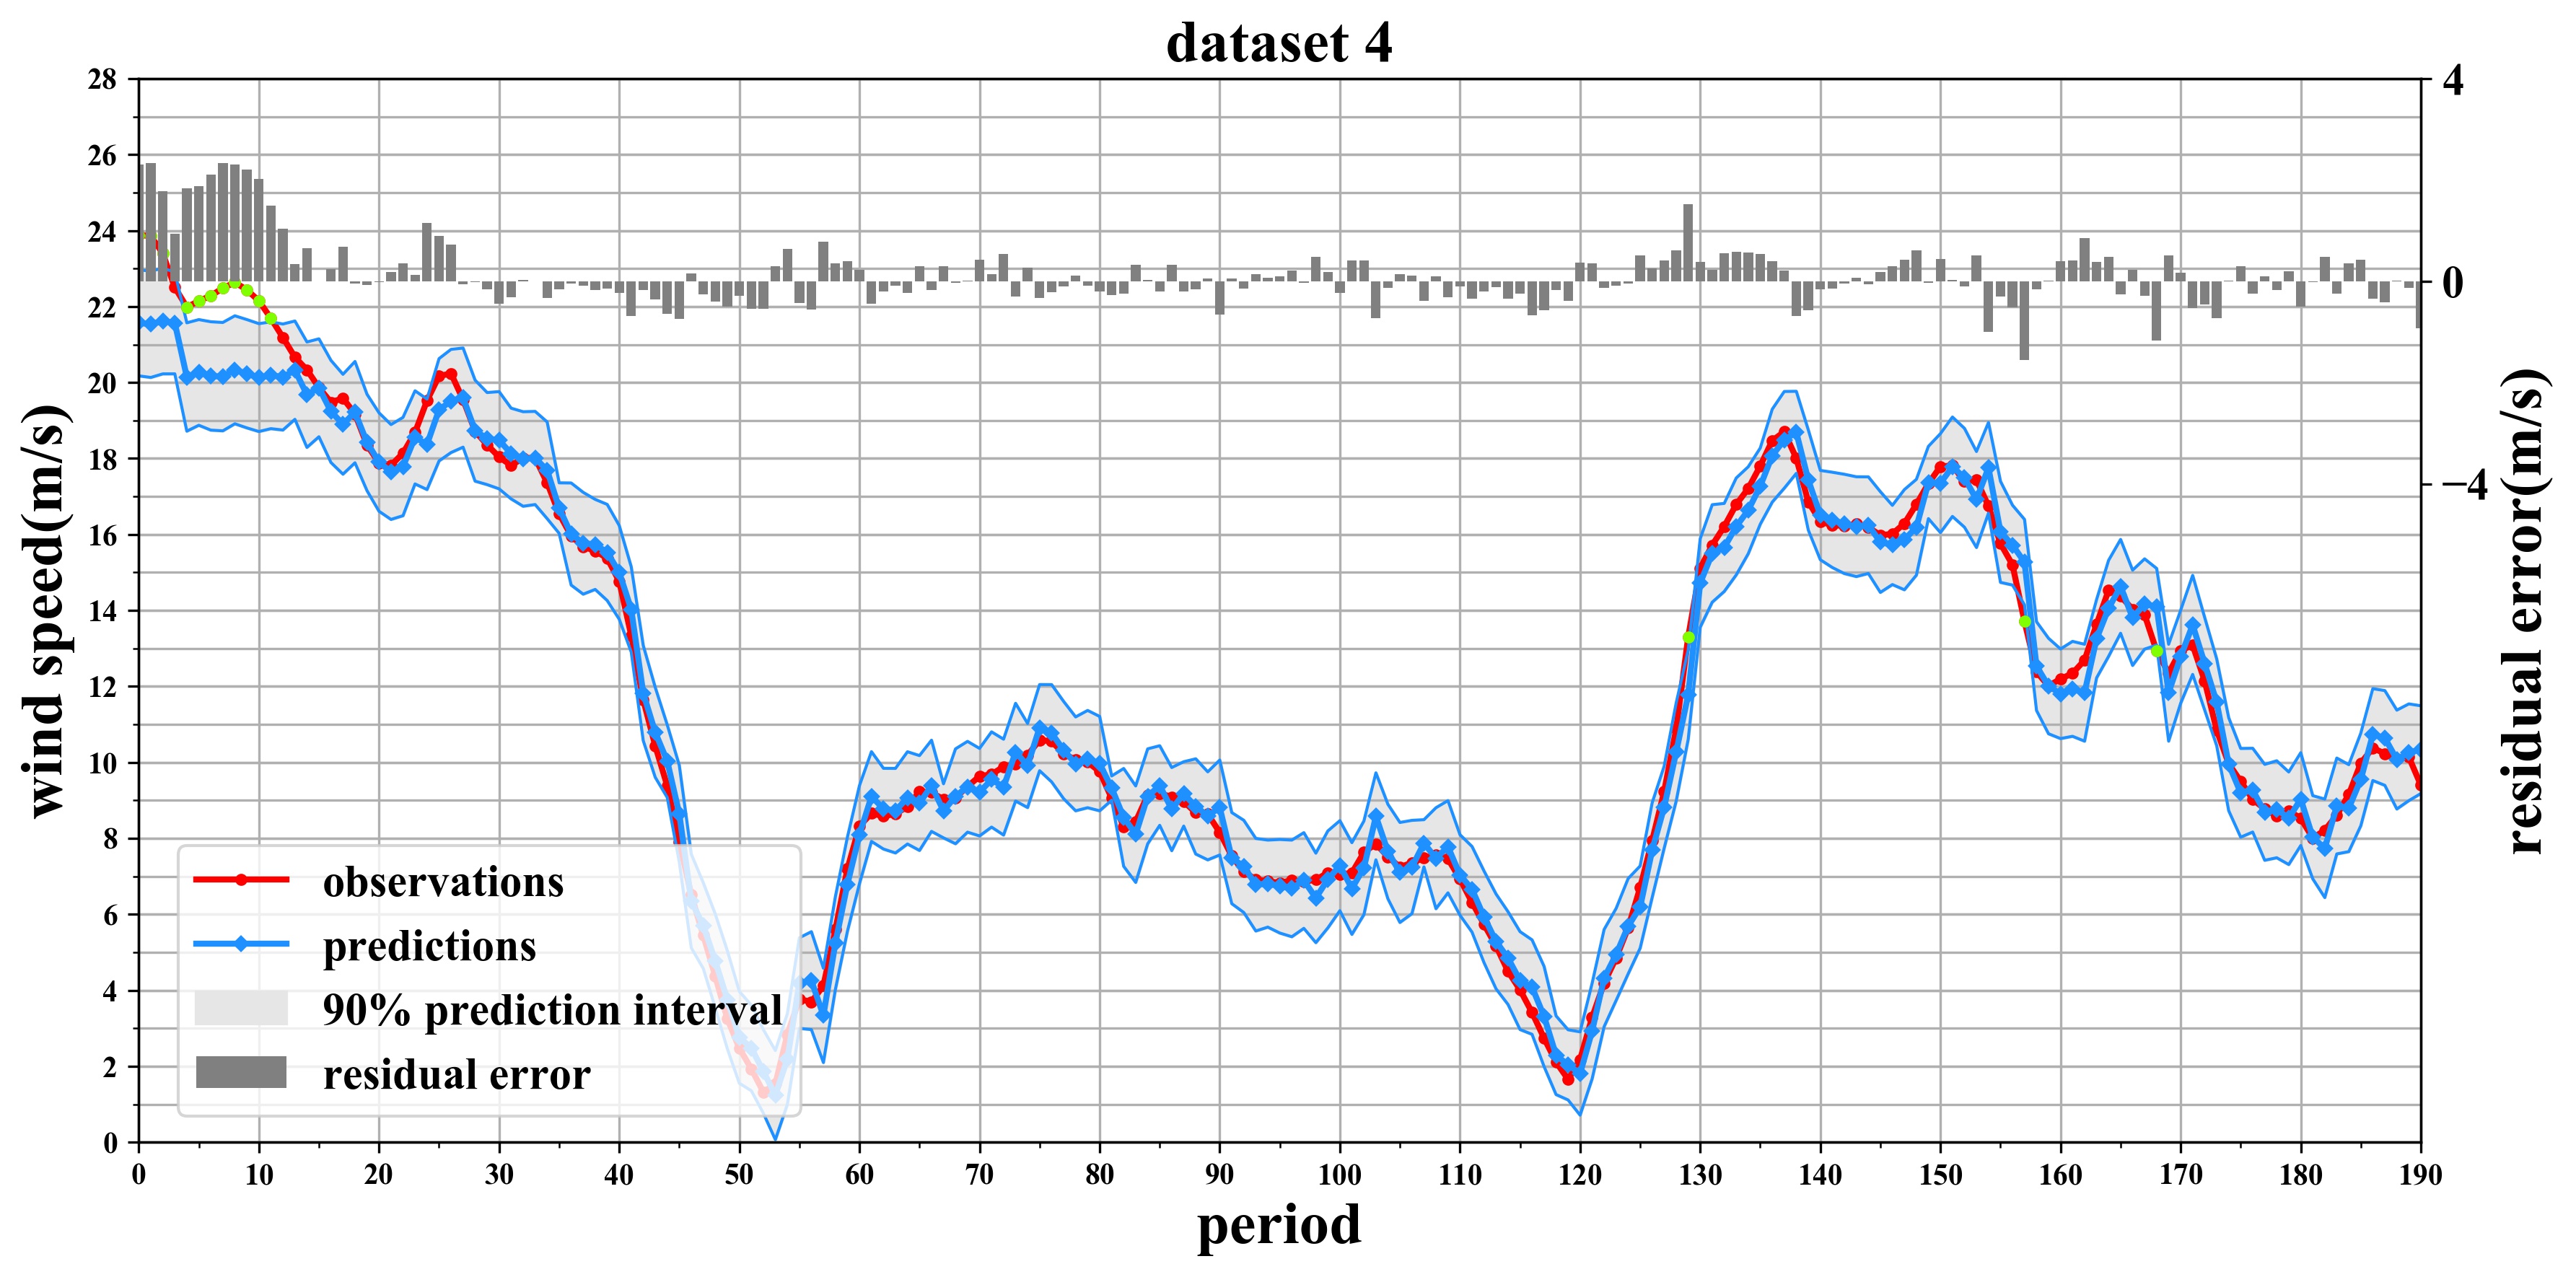 dataset 4
28
26
24
22
20
18
16
14
12
10
8
6
4
2
0
wind speed(m/s)
4
0
−4
residual error(m/s)
observations
predictions
90% prediction interval
residual error
0 10 20 30 40 50 60 70 80 90 100 110 120 130 140 150 160 170 180 190
period